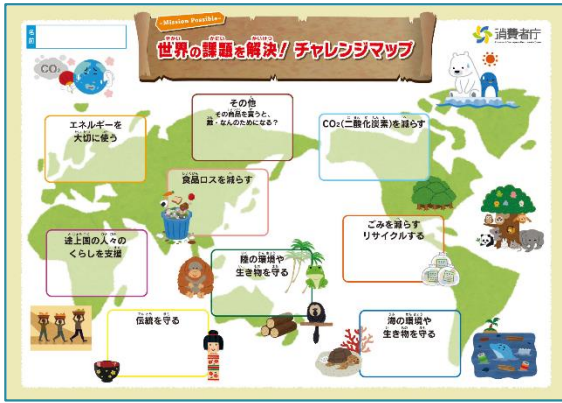 -Mission Possible-
世界の課題を解決! チャレンジマップ
名前
消費者庁
CO₂
エネルギーを
大切に使う
その他
その商品を買うと、
誰・なんのためになる?
CO₂(二酸化炭素)を減らす
食品ロスを減らす
途上国の人々の
くらしを支援
陸の環境や
生き物を守る
ごみを減らす
リサイクルする
伝統を守る
海の環境や
生き物を守る